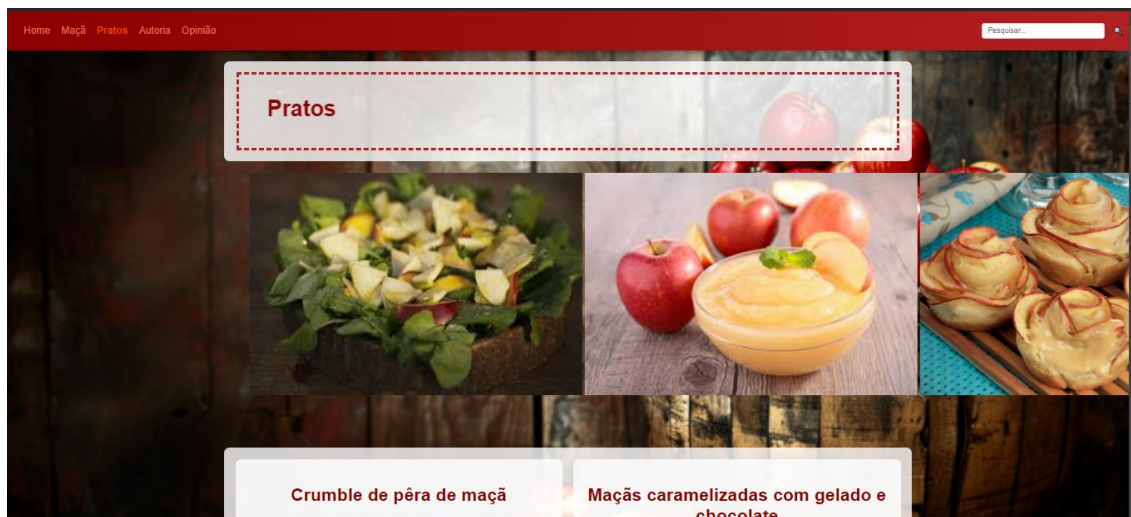 Home Maçã Pratos Autoria Opinião Pesquisar...
Pratos
Crumble de pêra de maçã
Maçãs caramelizadas com gelado e
chocolate